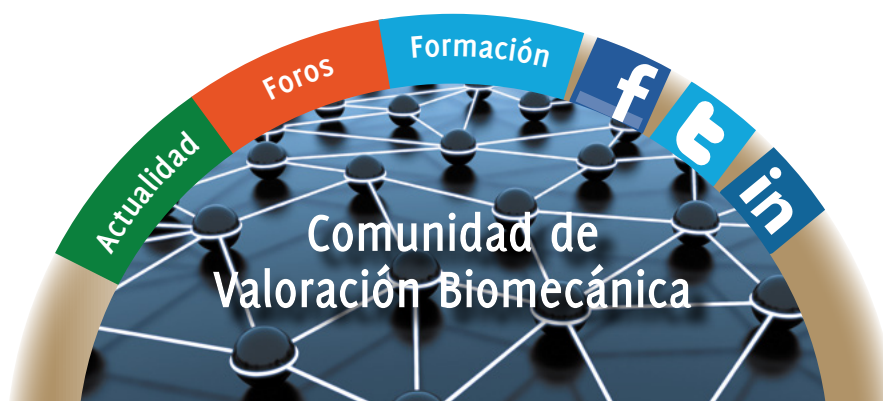 Actualidad
Foros
Formación
f
t
in
Comunidad de
Valoración Biomecánica